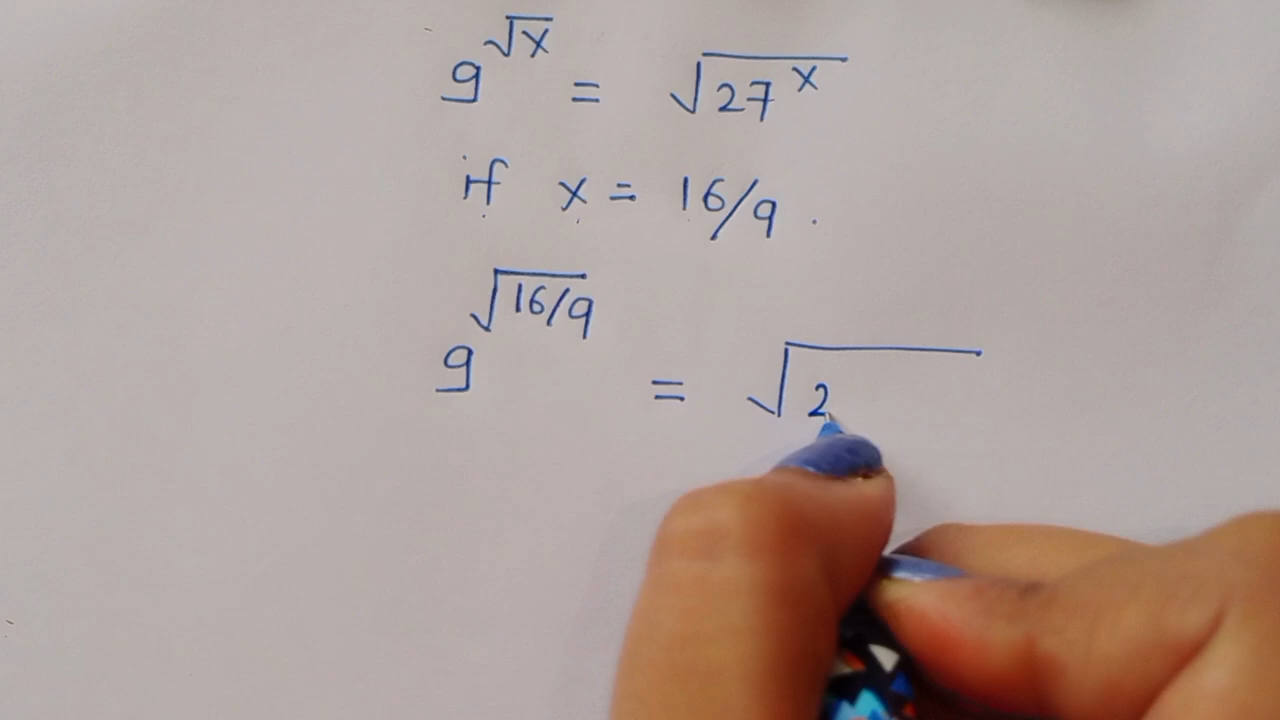 9^√x = √27^x
if x = 16/9.
9^√16/9 = √2